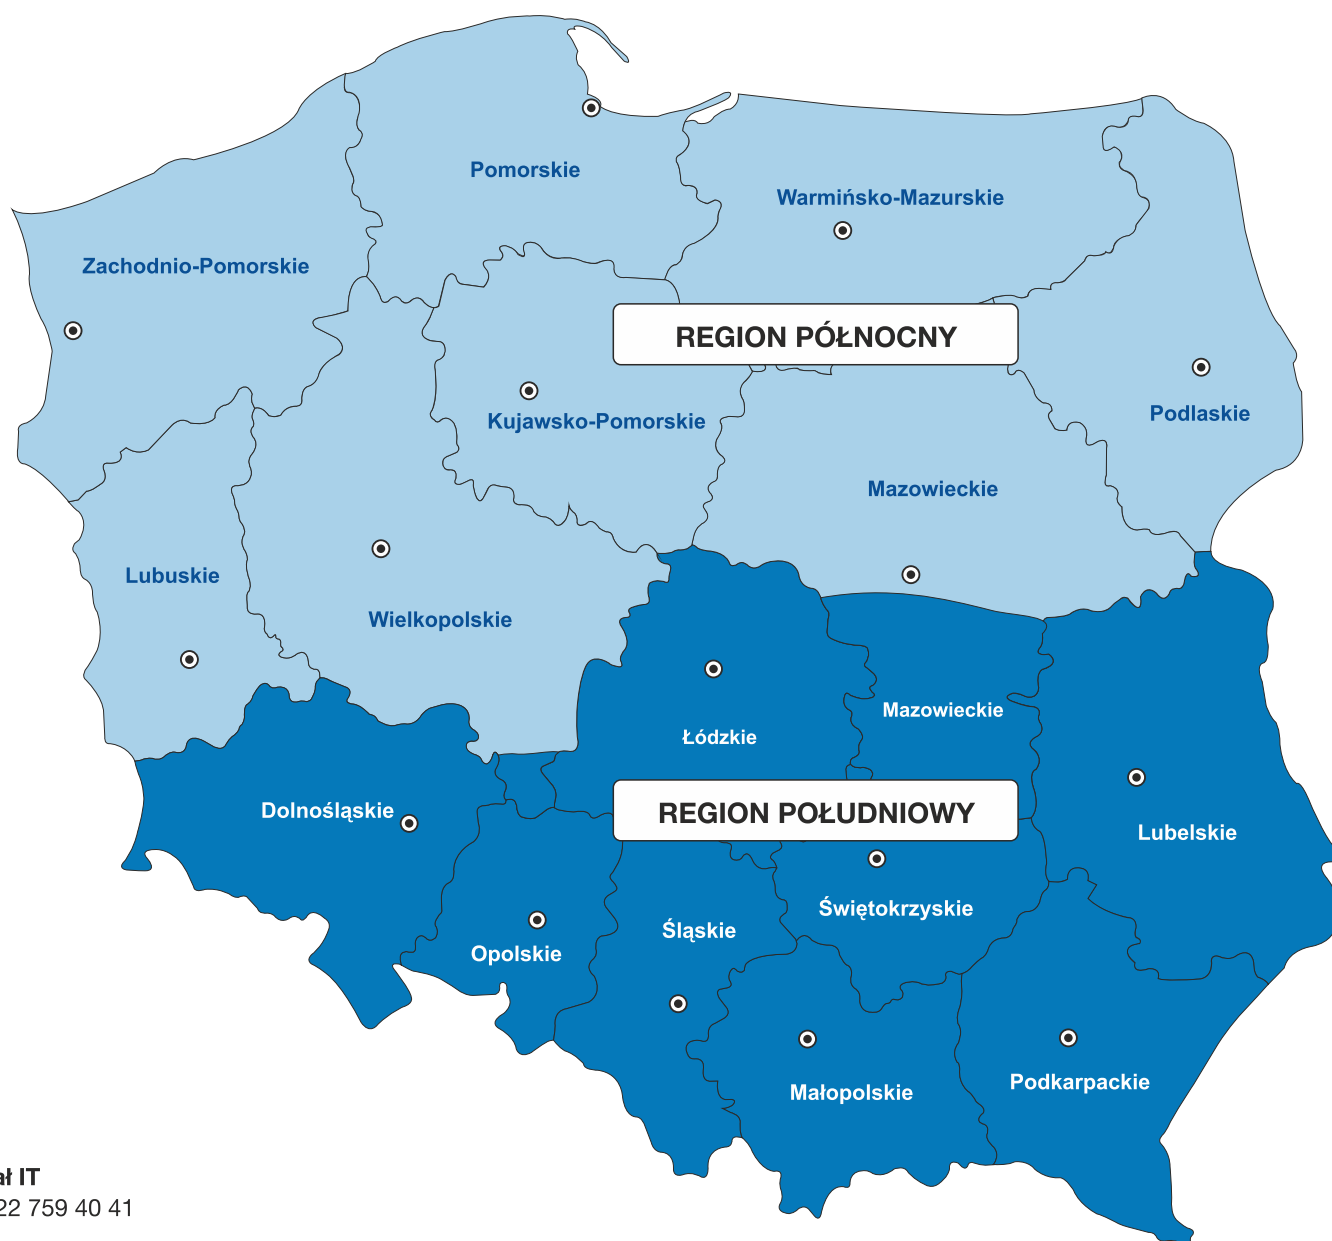 Pomorskie
Warmińsko-Mazurskie
Zachodnio-Pomorskie
REGION PÓŁNOCNY
Kujawsko-Pomorskie
Podlaskie
Mazowieckie
Lubuskie
Wielkopolskie
Mazowieckie
Łódzkie
Dolnośląskie
REGION POŁUDNIOWY
Lubelskie
Świętokrzyskie
Śląskie
Opolskie
Podkarpackie
Małopolskie
ał IT
22 759 40 41